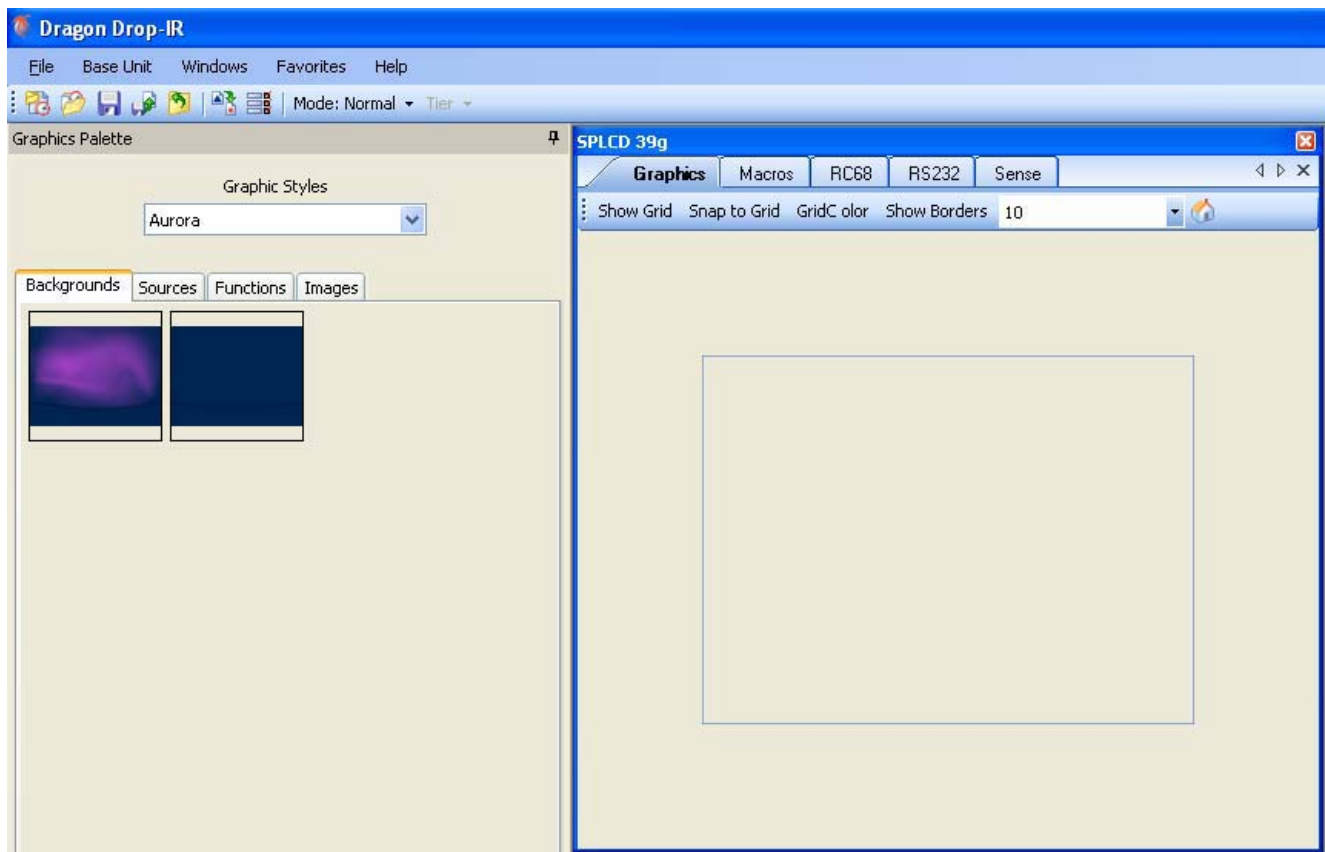 Dragon Drop-IR
File Base Unit Windows Favorites Help
Mode: Normal Tier
Graphics Palette
Graphic Styles
Aurora
Backgrounds Sources Functions Images
SPLCD 39g
Graphics Macros RC68 RS232 Sense
Show Grid Snap to Grid GridC olor Show Borders 10